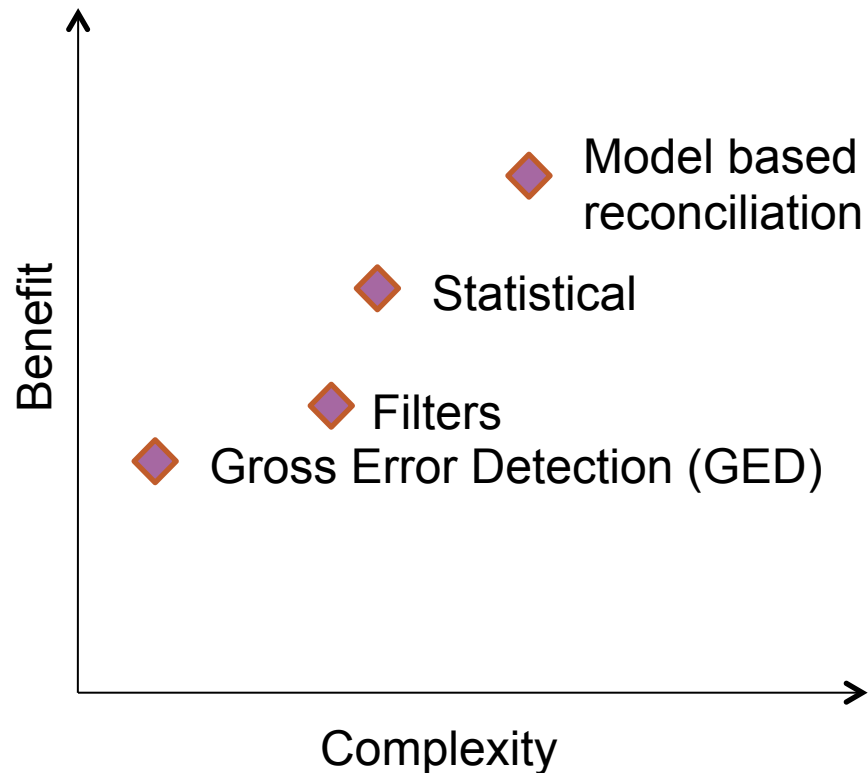 Model based
reconciliation
Statistical
Filters
Gross Error Detection (GED)
Benefit
Complexity